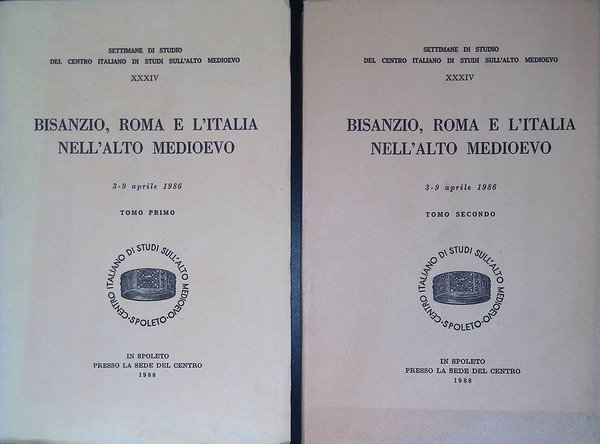 SETTIMANE DI STUDIO
DEL CENTRO ITALIANO DI STUDI SULL'ALTO MEDIOEVO
XXXIV
BISANZIO, ROMA E L'ITALIA
NELL'ALTO MEDIOEVO
3-9 aprile 1986
TOMO PRIMO
CENTRO ITALIANO DI STUDI SULL'ALTO MEDIOEVO·SPOLETO·
IN SPOLETO
PRESSO LA SEDE DEL CENTRO
1988
SETTIMANE DI STUDIO
DEL CENTRO ITALIANO DI STUDI SULL'ALTO MEDIOEVO
XXXIV
BISANZIO, ROMA E L'ITALIA
NELL'ALTO MEDIOEVO
3-9 aprile 1986
TOMO SECONDO
CENTRO ITALIANO DI STUDI SULL'ALTO MEDIOEVO·SPOLETO·
IN SPOLETO
PRESSO LA SEDE DEL CENTRO
1988